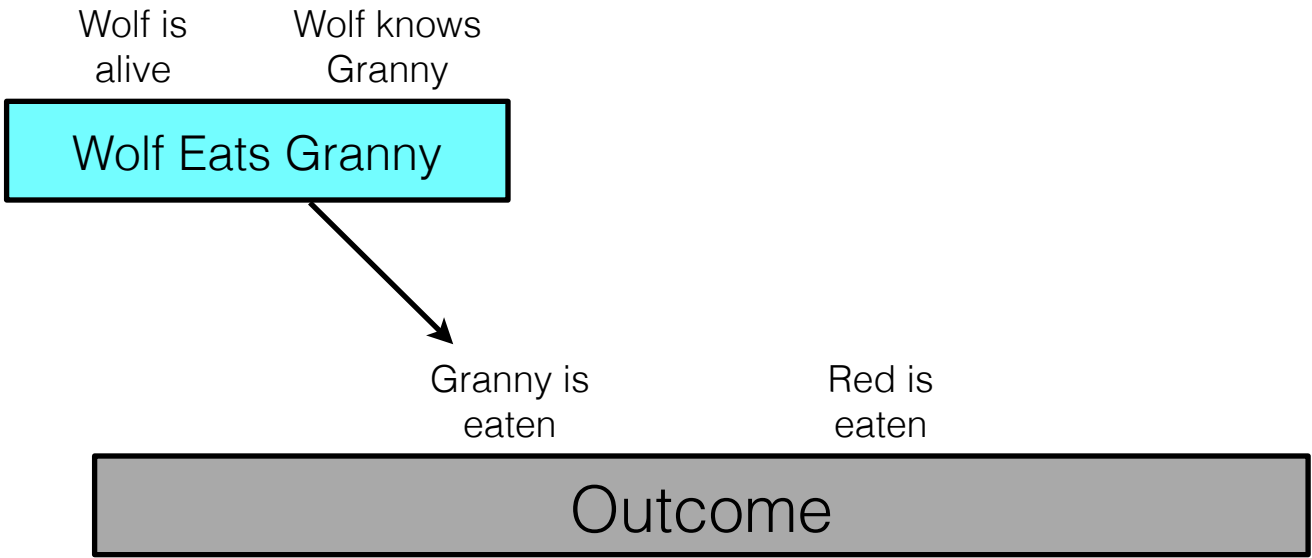 Wolf is
alive
Wolf knows
Granny
Wolf Eats Granny
Granny is
eaten
Red is
eaten
Outcome